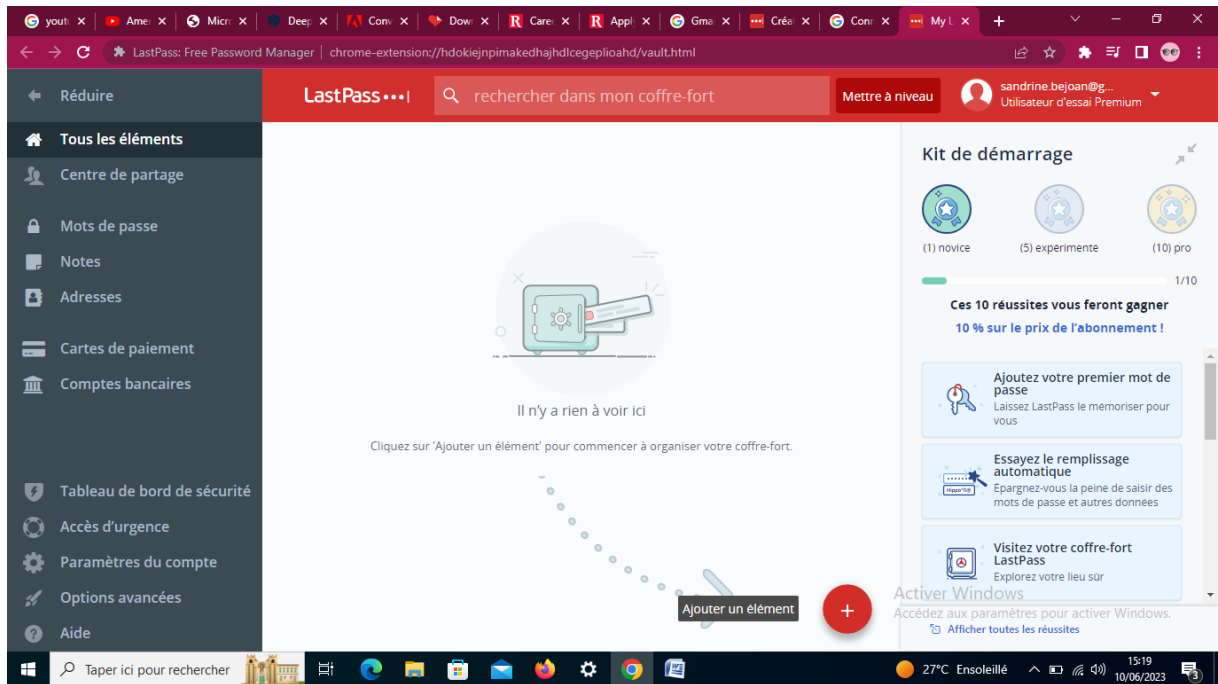 youtu
Amer
Micro
Deep
Conv
Down
Caree
Apply
Gmai
Créat
Conn
My L
LastPass: Free Password Manager | chrome-extension://hdokiejnpimakedhajhdlcegeplioahd/vault.html
Réduire
LastPass
rechercher dans mon coffre-fort
Mettre à niveau
sandrine.bejoan@g...
Utilisateur d'essai Premium
Tous les éléments
Centre de partage
Mots de passe
Notes
Adresses
Cartes de paiement
Comptes bancaires
Tableau de bord de sécurité
Accès d'urgence
Paramètres du compte
Options avancées
Aide
Il n'y a rien à voir ici
Cliquez sur 'Ajouter un élément' pour commencer à organiser votre coffre-fort.
Ajouter un élément
+
Kit de démarrage
(1) novice
(5) experimente
(10) pro
1/10
Ces 10 réussites vous feront gagner
10 % sur le prix de l'abonnement !
Ajoutez votre premier mot de
passe
Laissez LastPass le mémoriser pour
vous
Essayez le remplissage
automatique
Épargnez-vous la peine de saisir des
mots de passe et autres données
Visitez votre coffre-fort
LastPass
Explorez votre lieu sûr
Activer Windows
Accédez aux paramètres pour activer Windows.
Afficher toutes les réussites
Taper ici pour rechercher
27°C Ensoleillé
15:19
10/06/2023
3